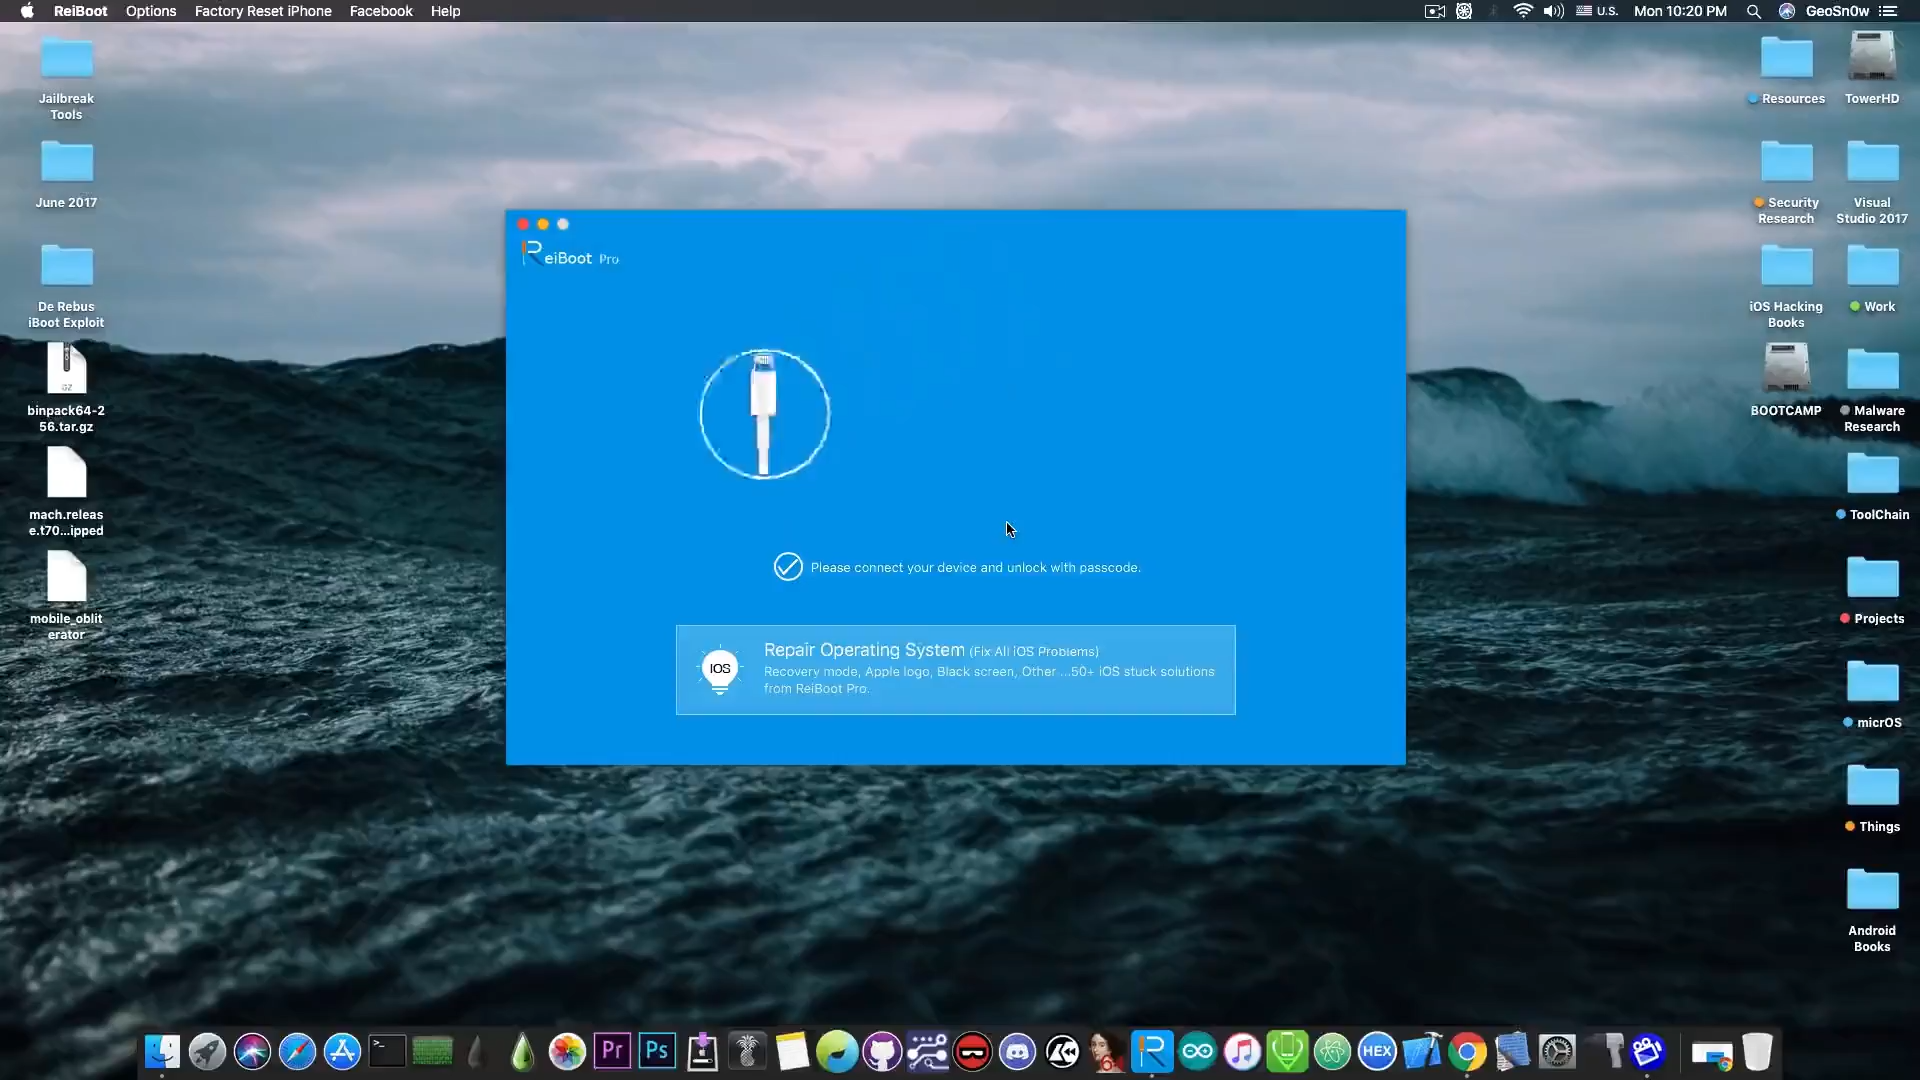 ReiBoot Options Factory Reset iPhone Facebook Help
U.S. Mon 10:20 PM GeoSn0w
Jailbreak
Tools
June 2017
De Rebus
iBoot Exploit
GZ
binpack64-2
56.tar.gz
mach.releas
e.t70...ipped
mobile_oblit
erator
ReiBoot Pro
Please connect your device and unlock with passcode.
iOS
Repair Operating System (Fix All iOS Problems)
Recovery mode, Apple logo, Black screen, Other ...50+ iOS stuck solutions
from ReiBoot Pro.
Resources
TowerHD
Security
Research
Visual
Studio 2017
iOS Hacking
Books
Work
BOOTCAMP
Malware
Research
ToolChain
Projects
micrOS
Things
Android
Books
Pr
Ps
HEX